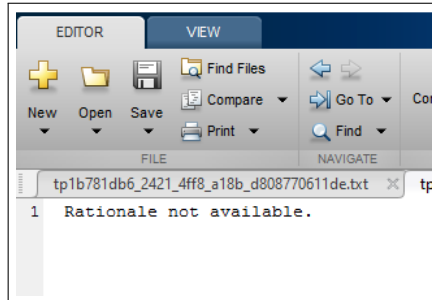 EDITOR VIEW
Find Files
Compare
Go To
New Open Save
Print
Find
FILE NAVIGATE
tp1b781db6_2421_4ff8_a18b_d808770611de.txt
1 Rationale not available.